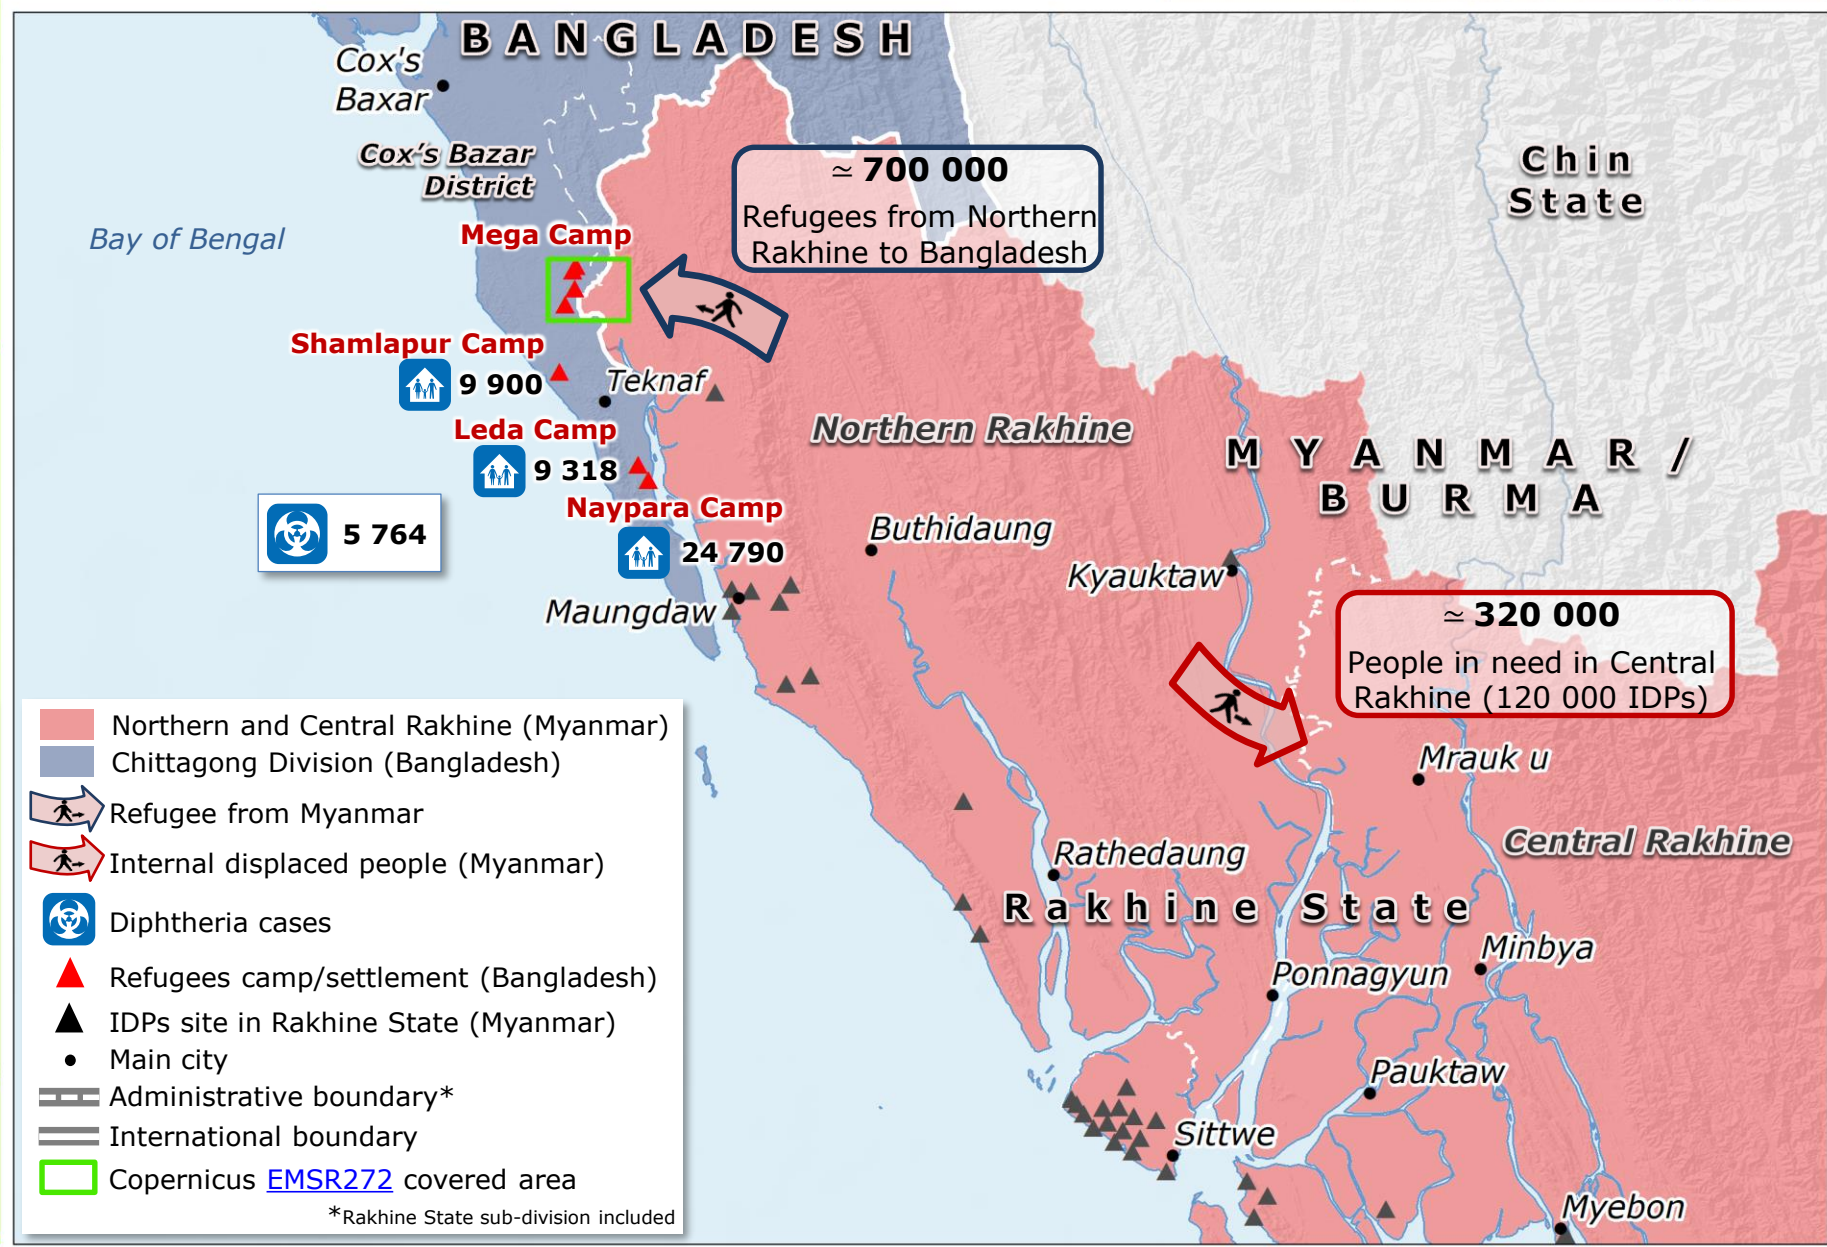 BANGLADESH
Cox's
Baxar
Cox's Bazar
District
Bay of Bengal
Mega Camp
≃ 700 000
Refugees from Northern
Rakhine to Bangladesh
Chin
State
Shamlapur Camp
9 900
Teknaf
Leda Camp
9 318
Northern Rakhine
MYANMAR/
BURMA
Naypara Camp
24 790
5 764
Buthidaung
Kyauktaw
Maungdaw
≃ 320 000
People in need in Central
Rakhine (120 000 IDPs)
Mrauk u
Central Rakhine
Rathedaung
Rakhine State
Minbya
Ponnagyun
Pauktaw
Sittwe
Myebon
Northern and Central Rakhine (Myanmar)
Chittagong Division (Bangladesh)
Refugee from Myanmar
Internal displaced people (Myanmar)
Diphtheria cases
Refugees camp/settlement (Bangladesh)
IDPs site in Rakhine State (Myanmar)
Main city
Administrative boundary*
International boundary
Copernicus EMSR272 covered area
*Rakhine State sub-division included